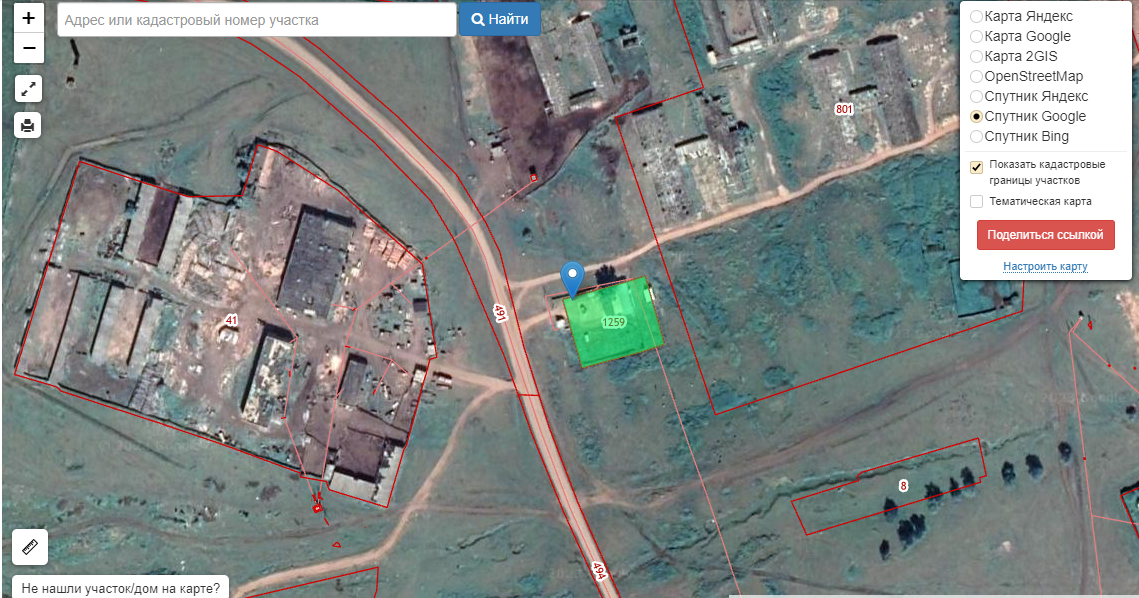 +
Адрес или кадастровый номер участка
Найти
−
Карта Яндекс
Карта Google
Карта 2GIS
OpenStreetMap
Спутник Яндекс
Спутник Google
Спутник Bing
Показать кадастровые
границы участков
Тематическая карта
Поделиться ссылкой
Настроить карту
801
491
41
1259
8
494
Не нашли участок/дом на карте?